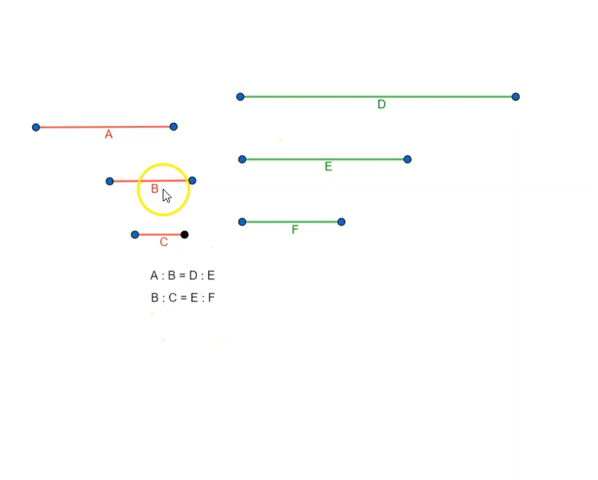 D
A
E
B
F
C
A : B = D : E
B : C = E : F